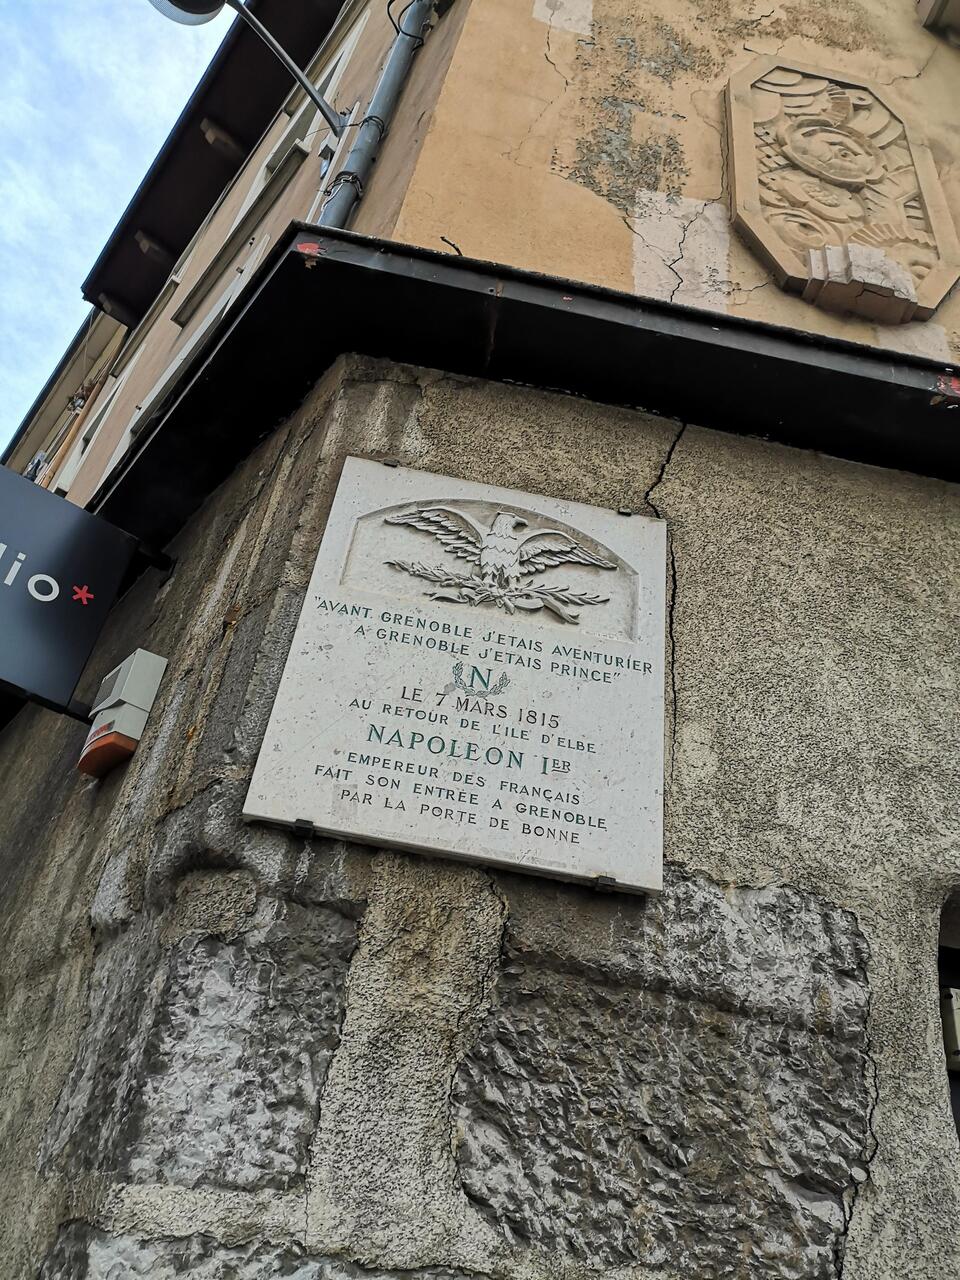 "AVANT GRENOBLE J'ETAIS AVENTURIER
A GRENOBLE J'ETAIS PRINCE"
N
LE 7 MARS 1815
AU RETOUR DE L'ILE D'ELBE
NAPOLEON IER
EMPEREUR DES FRANÇAIS
FAIT SON ENTRÉE A GRENOBLE
PAR LA PORTE DE BONNE
lio*